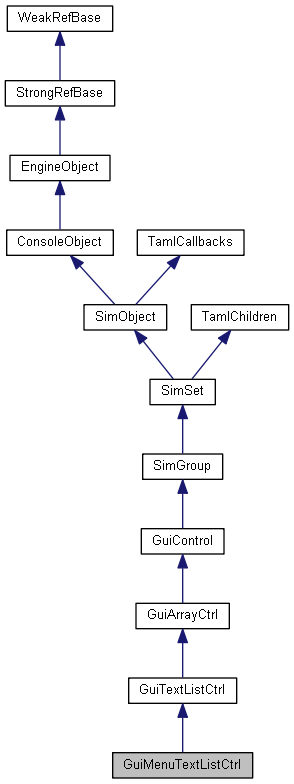 WeakRefBase
StrongRefBase
EngineObject
ConsoleObject
TamlCallbacks
SimObject
TamlChildren
SimSet
SimGroup
GuiControl
GuiArrayCtrl
GuiTextListCtrl
GuiMenuTextListCtrl